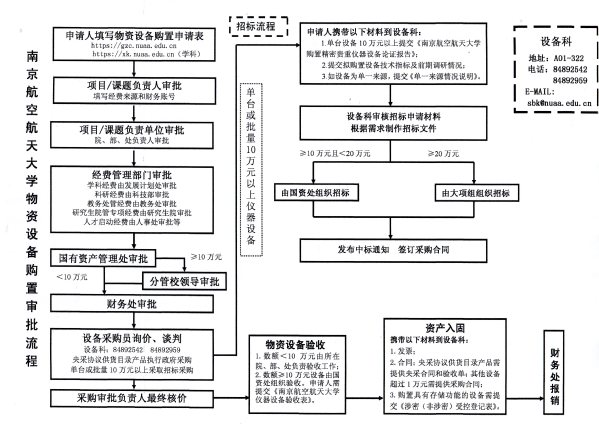 南京航空航天大学物资设备购置审批流程
申请人填写物资设备购置申请表
https://gzc.nuaa.edu.cn
https://xk.nuaa.edu.cn（学科）
项目/课题负责人审批
填写经费来源和财务账号
项目/课题负责单位审批
院、部、处负责人审批
经费管理部门审批
学科经费由发展计划处审批
科研经费由科技部审批
教务处管经费由教务处审批
研究生院管专项经费由研究生院审批
人才启动经费由人事处审批等
国有资产管理处审批
≥10 万元
<10 万元
分管校领导审批
财务处审批
设备采购员询价、谈判
设备科：84892542 84892959
央采协议供货目录产品执行政府采购
单台或批量 10 万元以上采取招标采购
采购审批负责人最终核价
招标流程
单台或批量10万元以上仪器设备
申请人携带以下材料到设备科：
1.单台设备 10 万元以上提交《南京航空航天大学
购置精密贵重仪器设备论证报告》；
2.提交拟购置设备技术指标及前期调研情况；
3.如设备为单一来源，提交《单一来源情况说明》。
设备科审核招标申请材料
根据需求制作招标文件
≥10 万元且<20 万元
≥20 万元
由国资处组织招标
由大项组组织招标
发布中标通知 签订采购合同
设备科
地址：A01-322
电话：84892542
84892959
E-MAIL:
sbk@nuaa.edu.cn
物资设备验收
1.数额<10 万元由所在
院、部、处负责验收工作；
2.数额≥10 万元设备由国
资处组织验收。申请人需
提交《南京航空航天大学
仪器设备验收表》。
资产入固
携带以下材料到设备科：
1.发票；
2.合同：央采协议供货目录产品需
提供央采合同和验收单；其他设备
超过 1 万元需提供采购合同；
3.购置具有存储功能的设备需提
交《涉密（非涉密）受控登记表》；
财务处报销